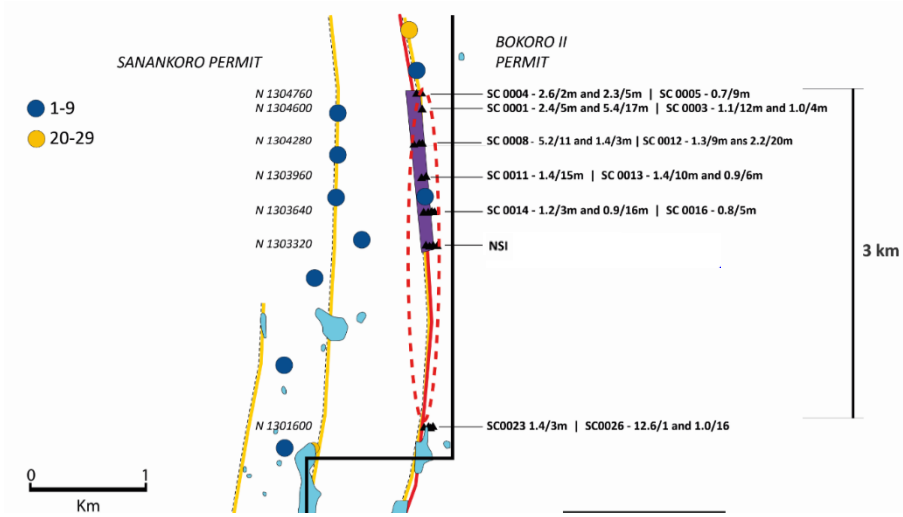 SANANKORO PERMIT
BOKORO II
PERMIT
1-9
20-29
N 1304760
SC 0004 - 2.6/2m and 2.3/5m | SC 0005 - 0.7/9m
N 1304600
SC 0001 - 2.4/5m and 5.4/17m | SC 0003 - 1.1/12m and 1.0/4m
N 1304280
SC 0008 - 5.2/11 and 1.4/3m | SC 0012 - 1.3/9m ans 2.2/20m
N 1303960
SC 0011 - 1.4/15m | SC 0013 - 1.4/10m and 0.9/6m
N 1303640
SC 0014 - 1.2/3m and 0.9/16m | SC 0016 - 0.8/5m
N 1303320
NSI
3 km
N 1301600
SC0023 1.4/3m | SC0026 - 12.6/1 and 1.0/16
0 1
Km